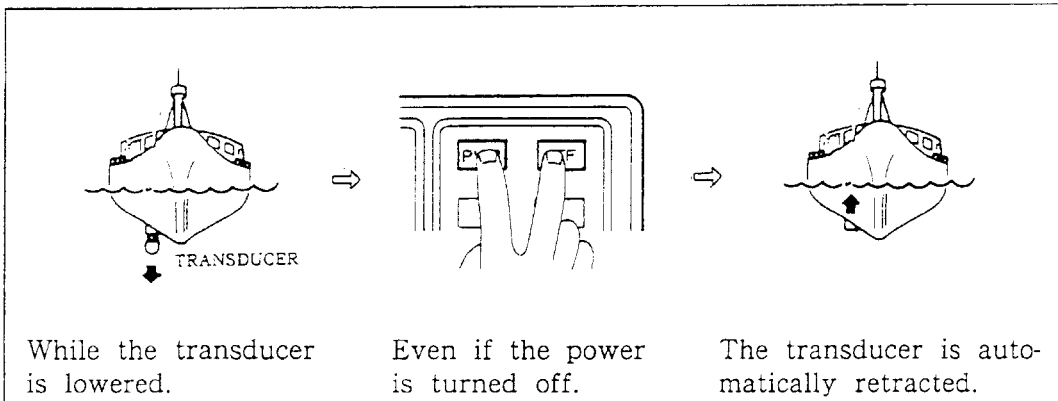 TRANSDUCER
While the transducer
is lowered.
Even if the power
is turned off.
The transducer is auto-
matically retracted.